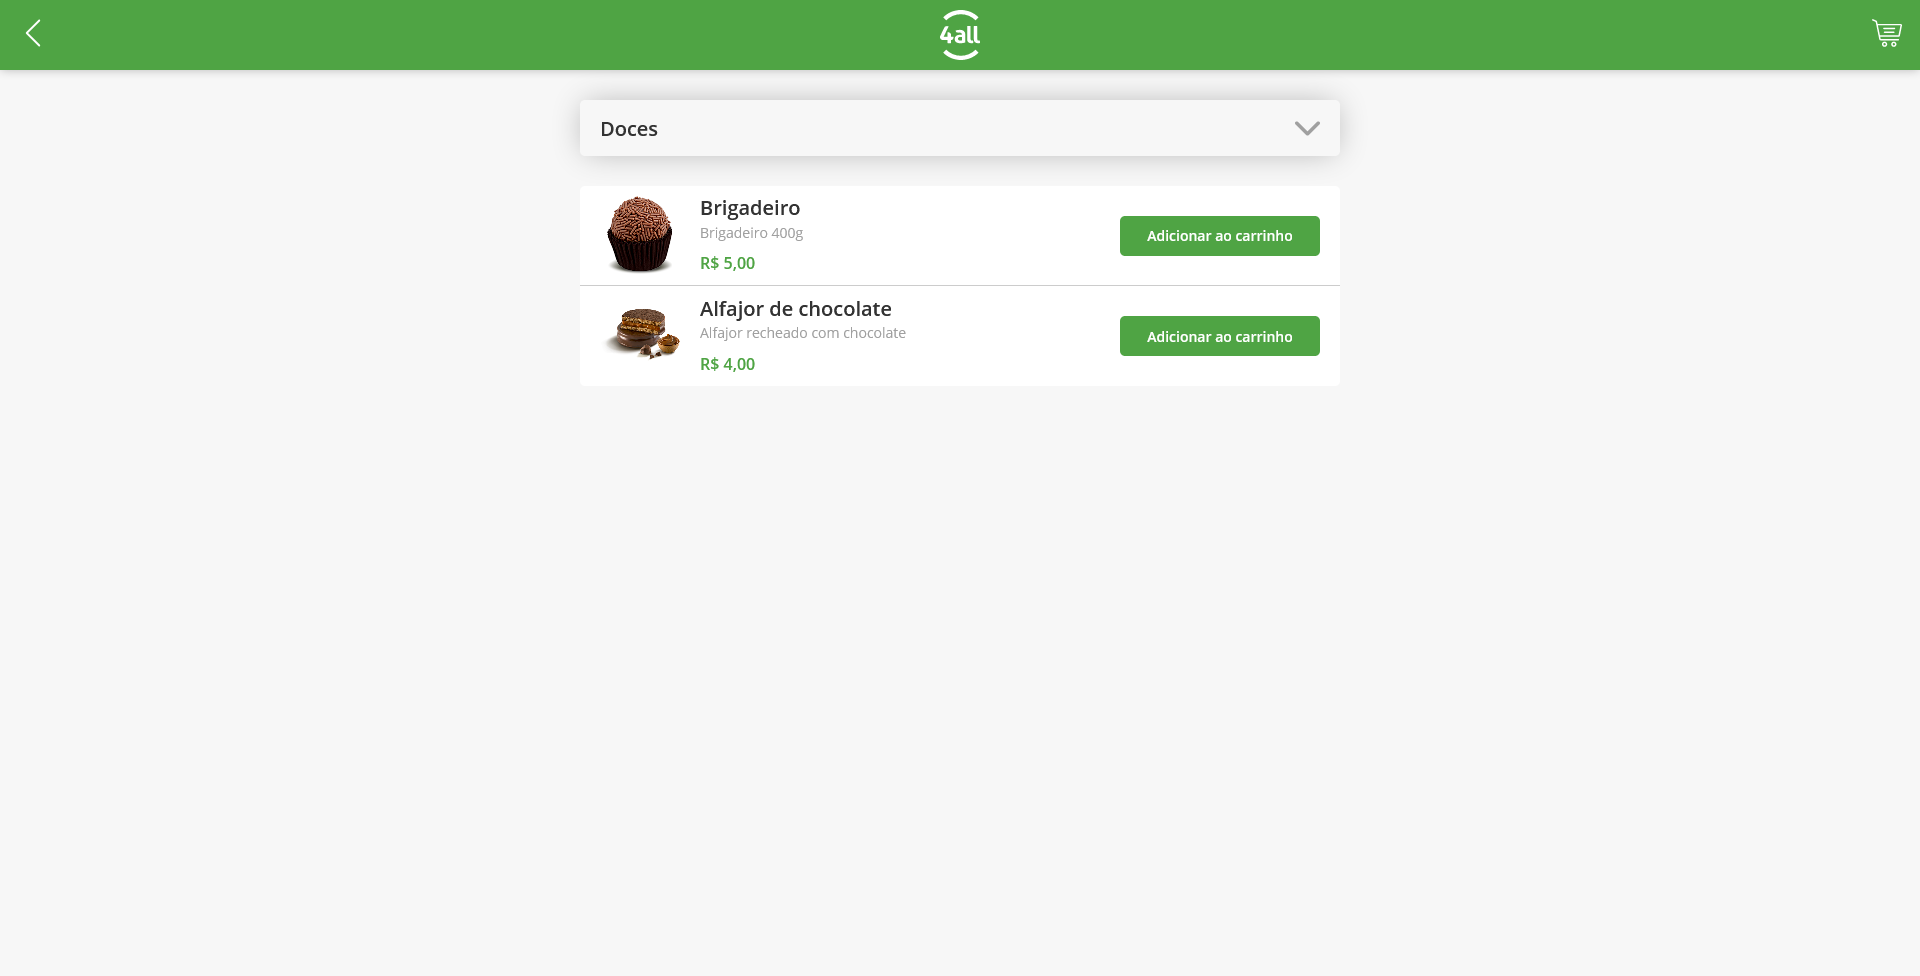 4all
Doces
Brigadeiro
Brigadeiro 400g
R$ 5,00
Adicionar ao carrinho
Alfajor de chocolate
Alfajor recheado com chocolate
R$ 4,00
Adicionar ao carrinho